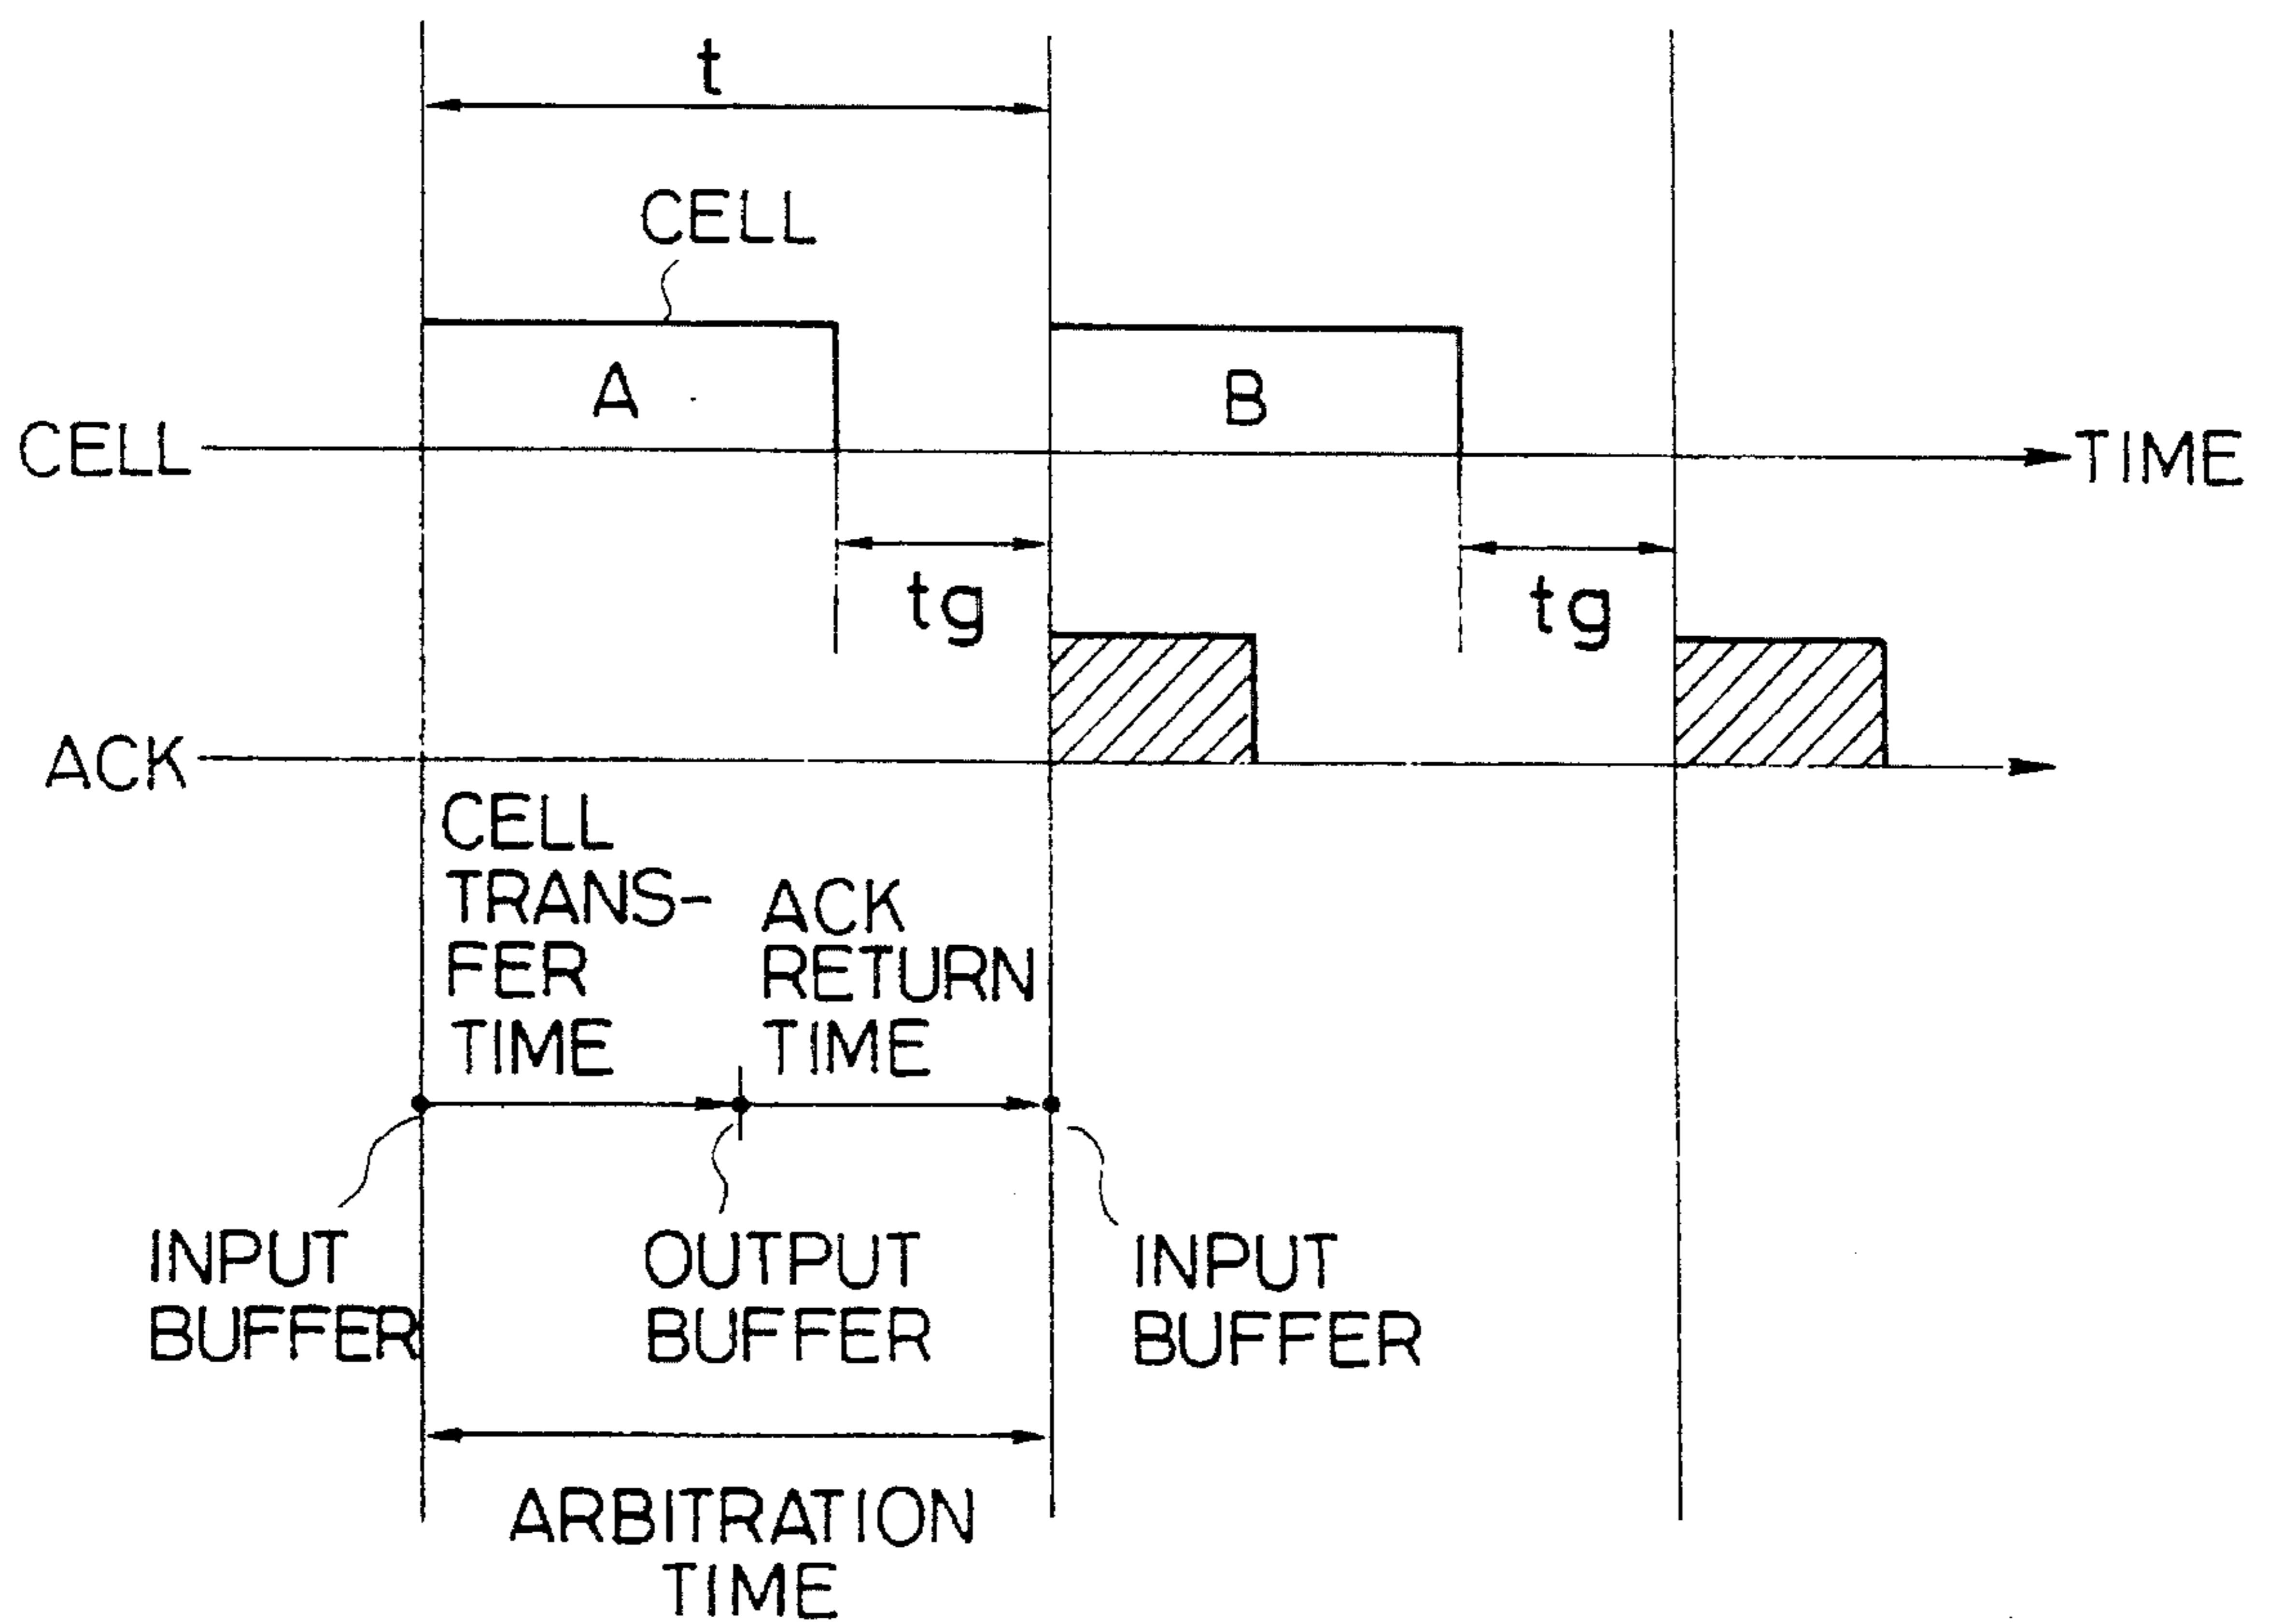 t
CELL
A
B
CELL
TIME
tg
tg
ACK
CELL
TRANS-
FER
TIME
ACK
RETURN
TIME
INPUT
BUFFER
OUTPUT
BUFFER
INPUT
BUFFER
ARBITRATION
TIME